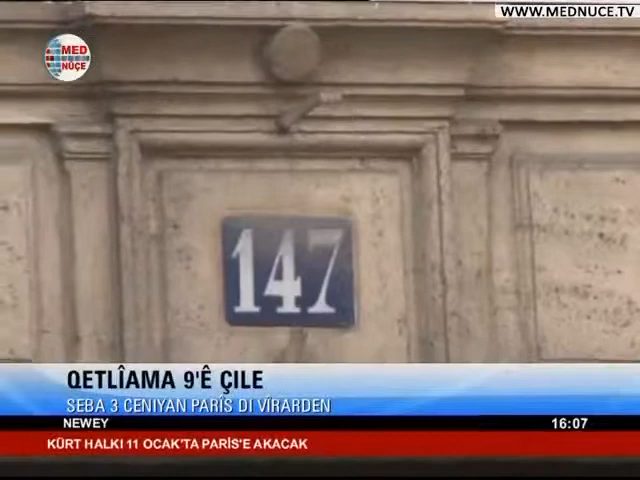 WWW.MEDNUCE.TV
MED
NÛÇE
147
QETLÎAMA 9'Ê ÇILE
SEBA 3 CENIYAN PARÎS DI VÎRARDEN
NEWEY
16:07
KÜRT HALKI 11 OCAK'TA PARİS'E AKACAK